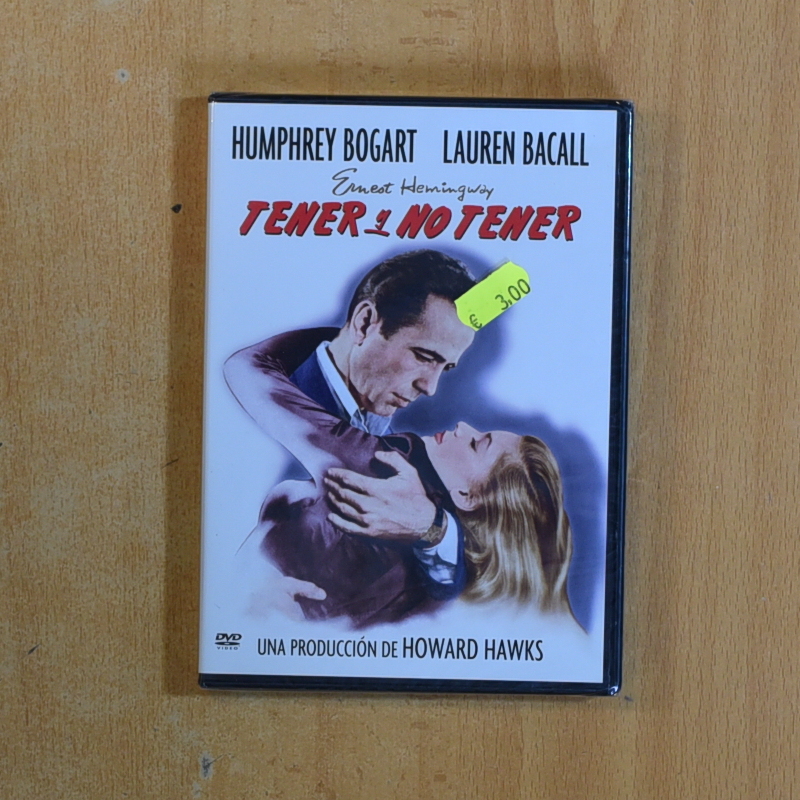 HUMPHREY BOGART LAUREN BACALL
Ernest Hemingway
TENER y NO TENER
€ 3,00
DVD
VIDEO
UNA PRODUCCIÓN DE HOWARD HAWKS